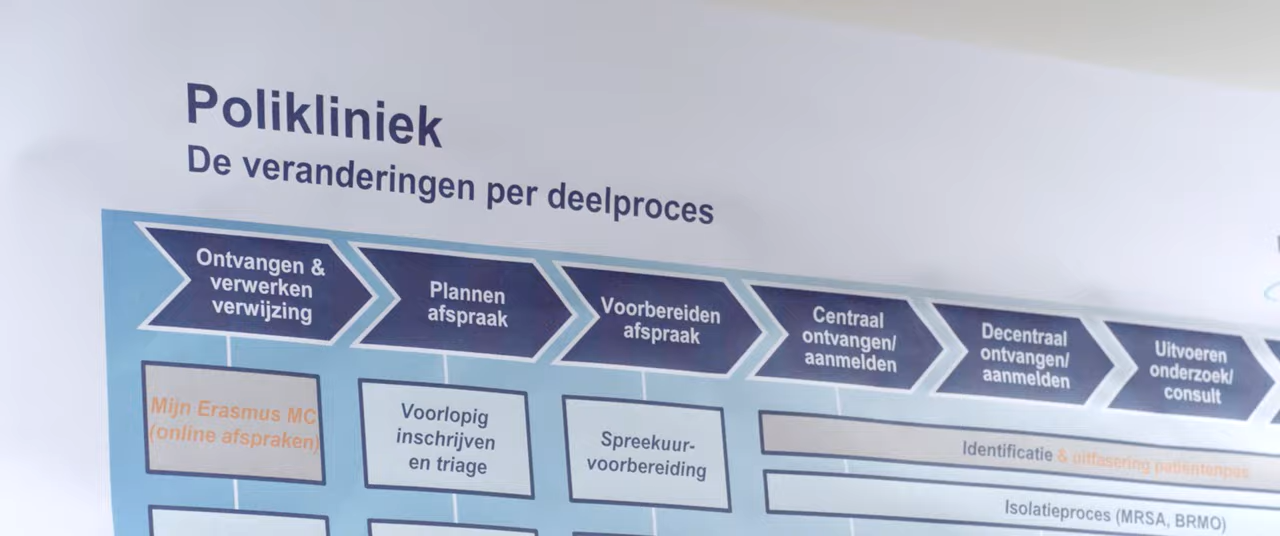 Polikliniek
De veranderingen per deelproces
Ontvangen &
verwerken
verwijzing
Plannen
afspraak
Voorbereiden
afspraak
Centraal
ontvangen/
aanmelden
Decentraal
ontvangen/
aanmelden
Uitvoeren
onderzoek/
consult
Mijn Erasmus MC
(online afspraken)
Voorlopig
inschrijven
en triage
Spreekuur-
voorbereiding
Identificatie & uitfasering patiëntenpas
Isolatieproces (MRSA, BRMO)